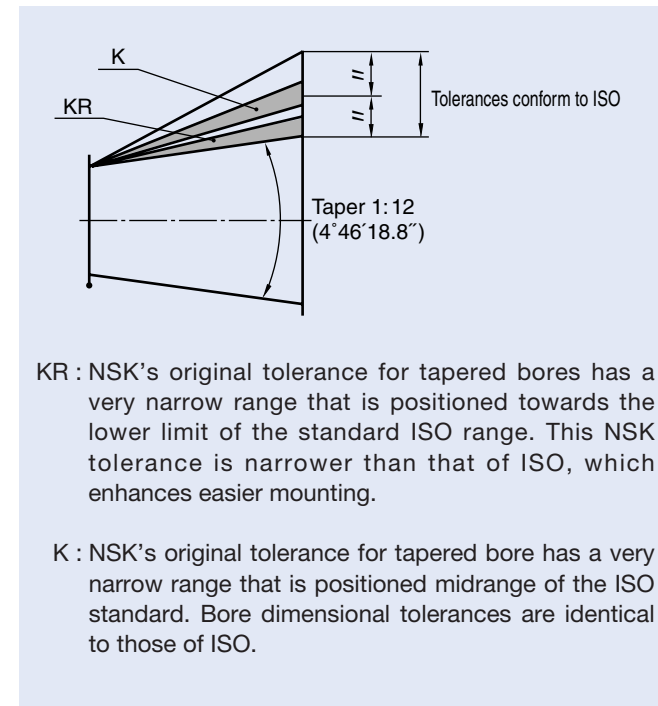 K
KR
=
=
Tolerances conform to ISO
Taper 1:12
(4˚46´18.8˝)
KR : NSK’s original tolerance for tapered bores has a
very narrow range that is positioned towards the
lower limit of the standard ISO range. This NSK
tolerance is narrower than that of ISO, which
enhances easier mounting.
K : NSK’s original tolerance for tapered bore has a very
narrow range that is positioned midrange of the ISO
standard. Bore dimensional tolerances are identical
to those of ISO.